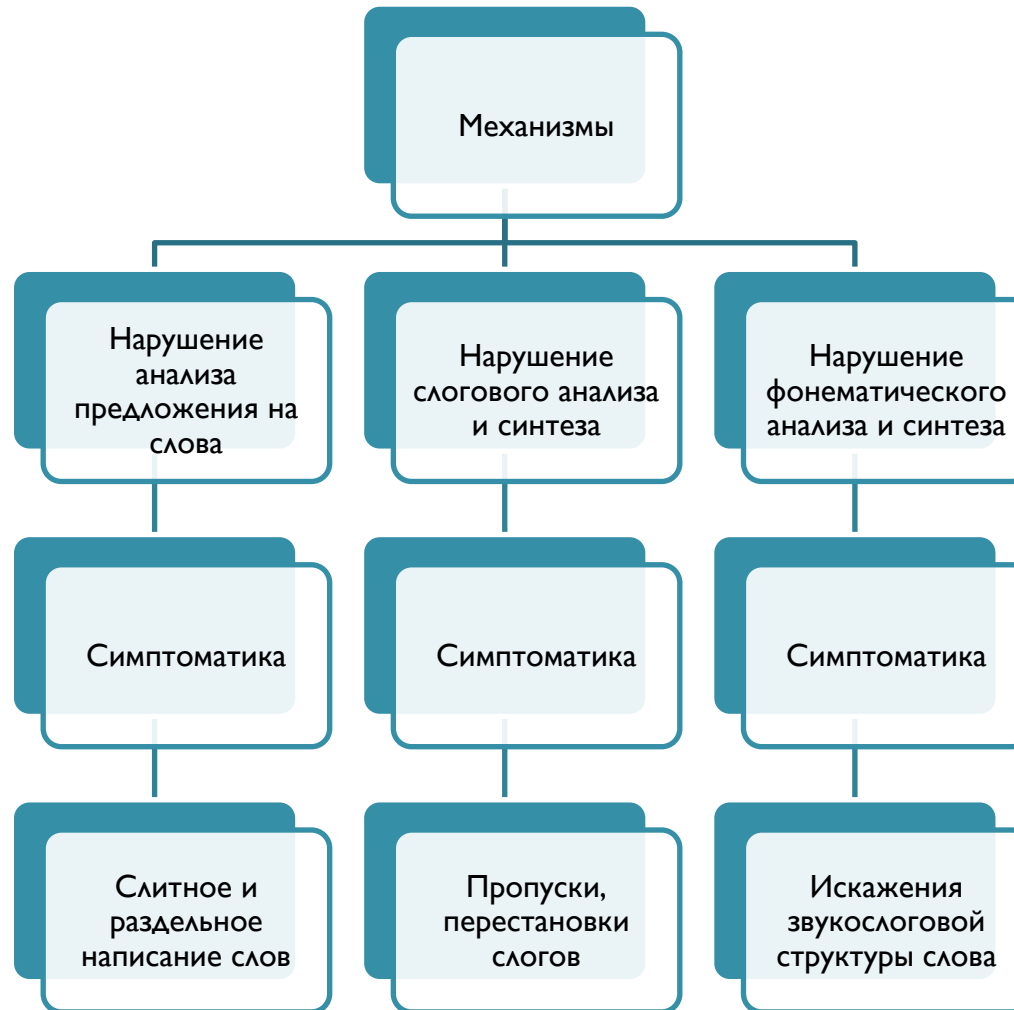 Механизмы
Нарушение
анализа
предложения на
слова
Нарушение
слогового анализа
и синтеза
Нарушение
фонематического
анализа и синтеза
Симптоматика
Симптоматика
Симптоматика
Слитное и
раздельное
написание слов
Пропуски,
перестановки
слогов
Искажения
звукослоговой
структуры слова